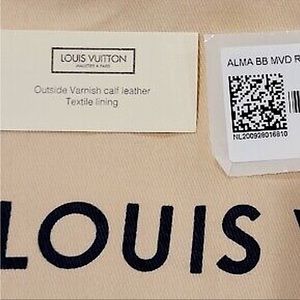 LOUIS VUITTON
MALLETIER À PARIS
Outside Varnish calf leather
Textile lining
ALMA BB MVD R
NL200928016810
LOUIS V